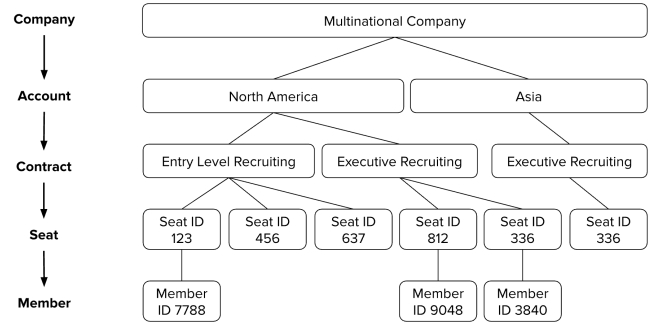 Company
Multinational Company
Account
North America
Asia
Contract
Entry Level Recruiting
Executive Recruiting
Executive Recruiting
Seat
Seat ID
123
Seat ID
456
Seat ID
637
Seat ID
812
Seat ID
336
Seat ID
336
Member
Member
ID 7788
Member
ID 9048
Member
ID 3840